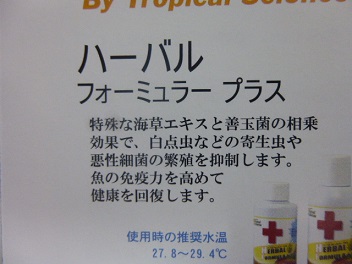 By Tropical Science
ハーバル
フォーミュラー プラス
特殊な海草エキスと善玉菌の相乗
効果で、白点虫などの寄生虫や
悪性細菌の繁殖を抑制します。
魚の免疫力を高めて
健康を回復します。
使用時の推奨水温
27.8～29.4℃
HERBAL